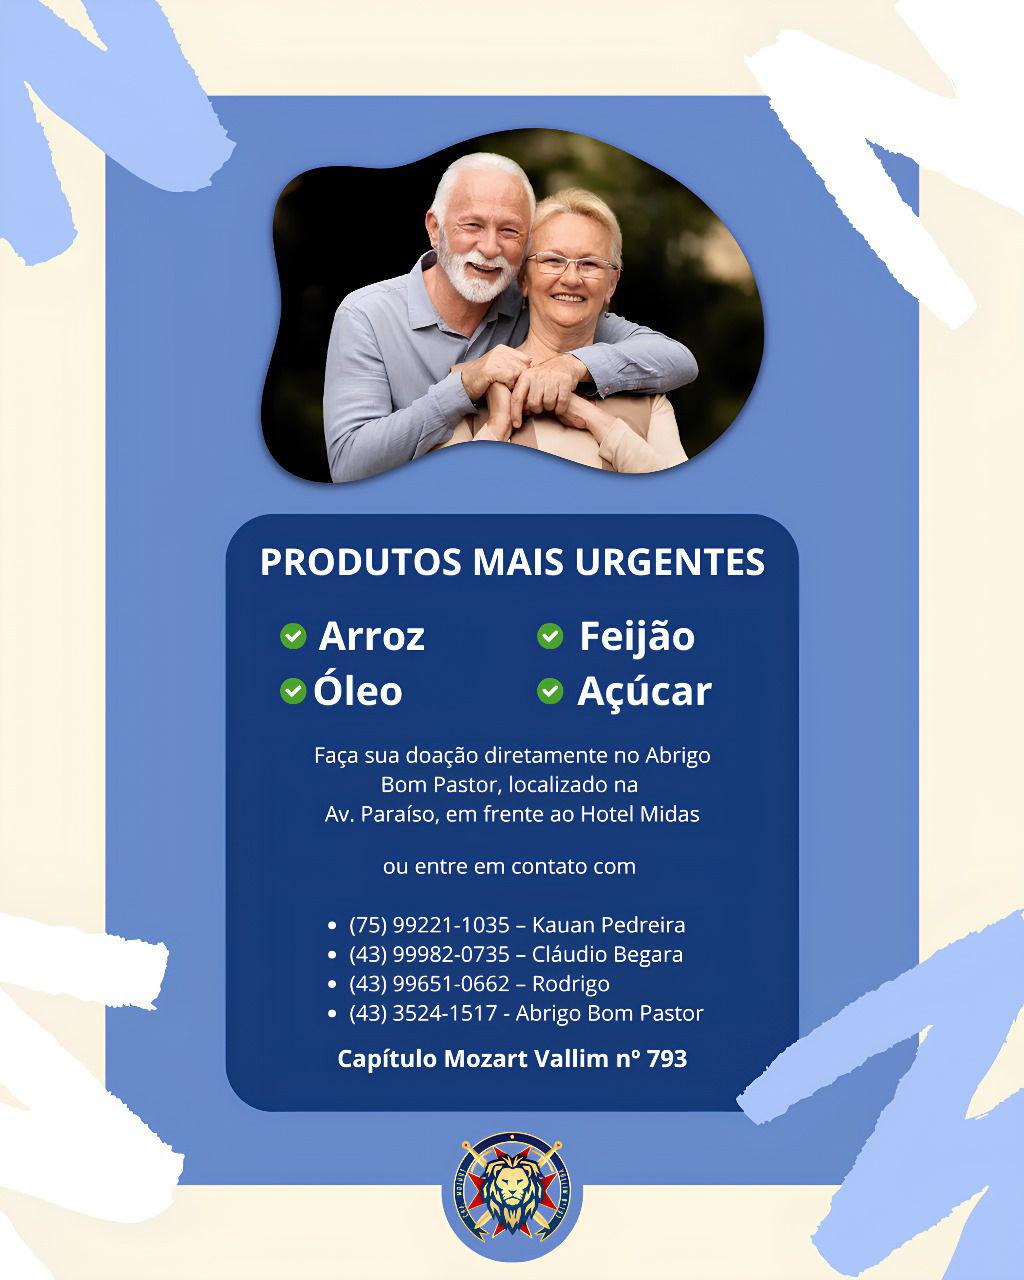 PRODUTOS MAIS URGENTES
Arroz
Feijão
Óleo
Açúcar
Faça sua doação diretamente no Abrigo
Bom Pastor, localizado na
Av. Paraíso, em frente ao Hotel Midas
ou entre em contato com
• (75) 99221-1035 – Kauan Pedreira
• (43) 99982-0735 – Cláudio Begara
• (43) 99651-0662 – Rodrigo
• (43) 3524-1517 - Abrigo Bom Pastor
Capítulo Mozart Vallim nº 793